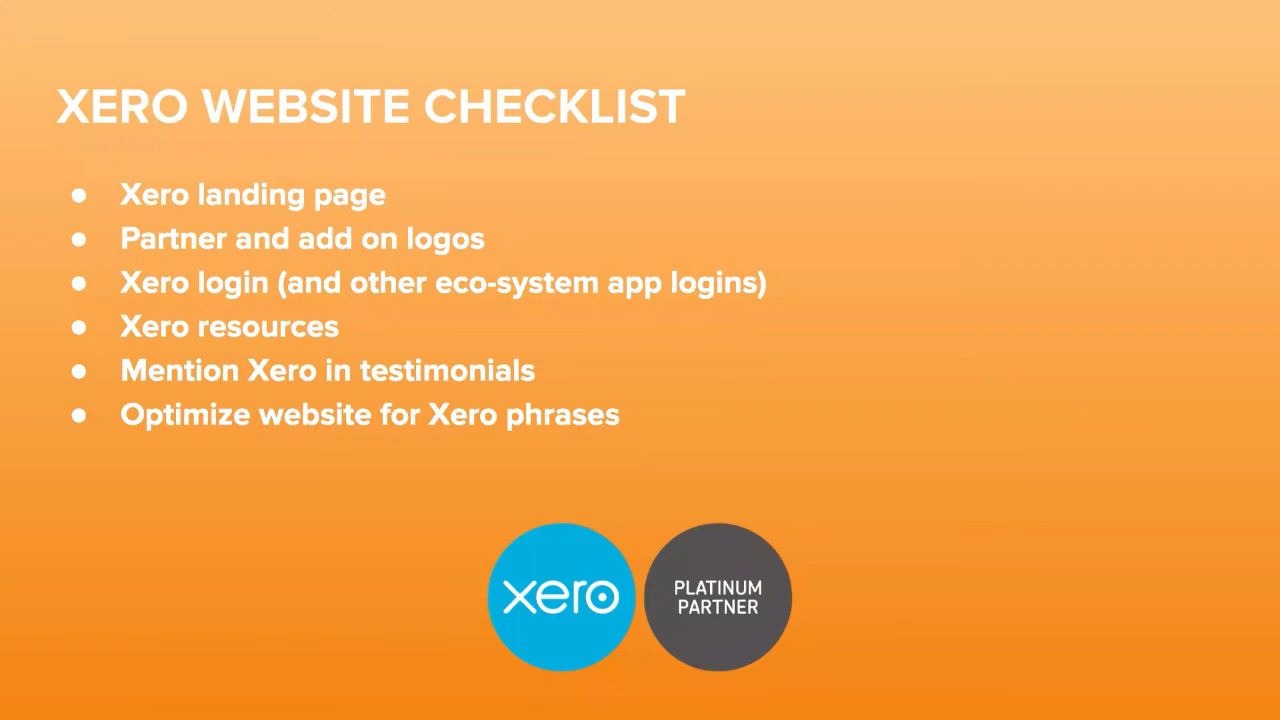 XERO WEBSITE CHECKLIST
● Xero landing page
● Partner and add on logos
● Xero login (and other eco-system app logins)
● Xero resources
● Mention Xero in testimonials
● Optimize website for Xero phrases
xero
PLATINUM
PARTNER